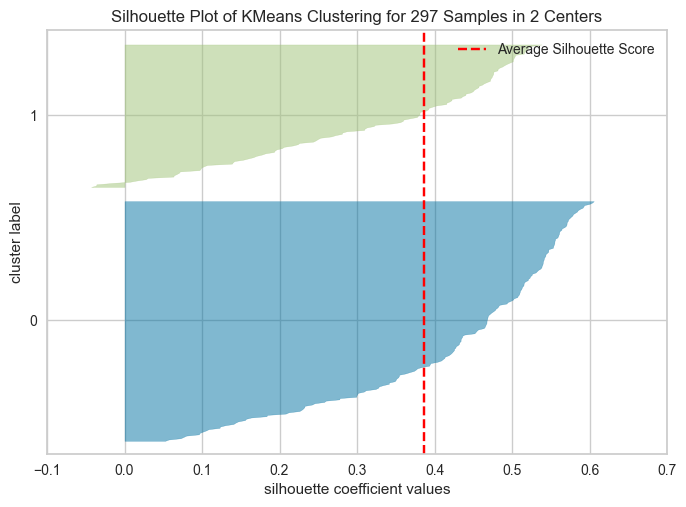 Silhouette Plot of KMeans Clustering for 297 Samples in 2 Centers
Average Silhouette Score
1
0
cluster label
−0.1 0.0 0.1 0.2 0.3 0.4 0.5 0.6 0.7
silhouette coefficient values